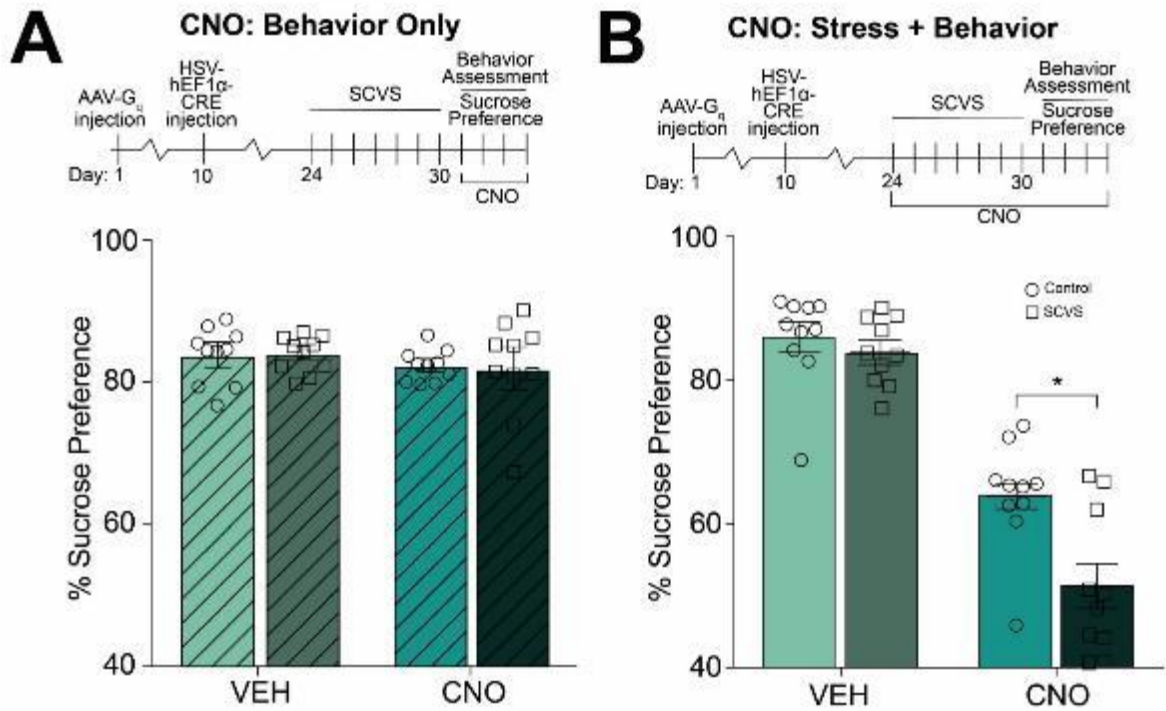 A
CNO: Behavior Only
AAV-Gq
injection
HSV-
hEF1α-
CRE
injection
SCVS
Behavior
Assessment
Sucrose
Preference
Day: 1
10
24
30
CNO
100
80
60
40
% Sucrose Preference
VEH
CNO
B
CNO: Stress + Behavior
AAV-Gq
injection
HSV-
hEF1α-
CRE
injection
SCVS
Behavior
Assessment
Sucrose
Preference
Day: 1
10
24
30
CNO
100
80
60
40
% Sucrose Preference
Control
SCVS
*
VEH
CNO